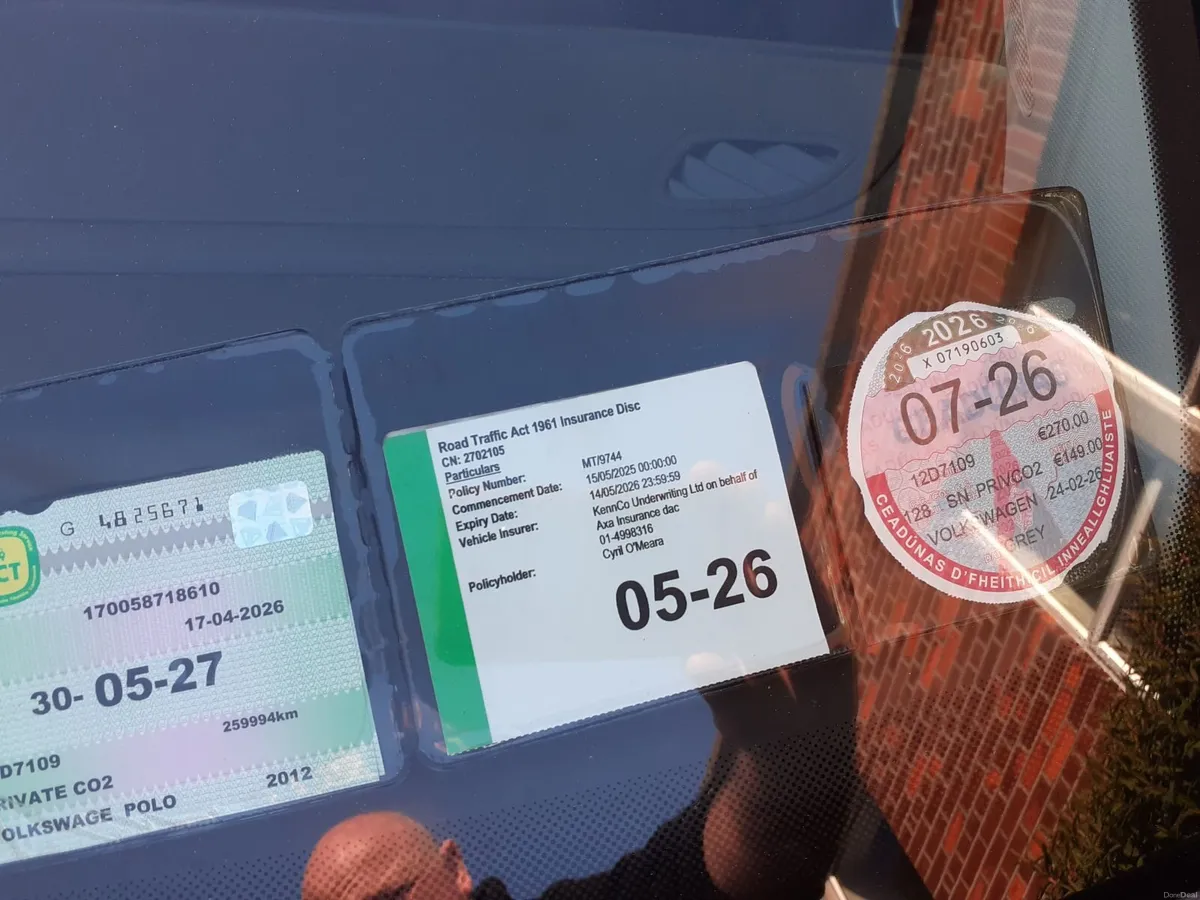 G 4825671
CT
170058718610
17-04-2026
30-05-27
259994km
D7109
RIVATE CO2
OLKSWAGE POLO 2012
Road Traffic Act 1961 Insurance Disc
CN: 2702105
Particulars
Policy Number: MT/9744
Commencement Date: 15/05/2025 00:00:00
Expiry Date: 14/05/2026 23:59:59
Vehicle Insurer: KennCo Underwriting Ltd on behalf of
Axa Insurance dac
01-4998316
Policyholder: Cyril O'Meara
05-26
2026 2026
X 07190603
07-26
€270.00
12D7109 €149.00
128 SN PRIVCO2 24-02-26
VOLKSWAGEN
GREY
CEADÚNAS D'FHEITHICIL INNEALLGHLUAISTE
DoneDeal